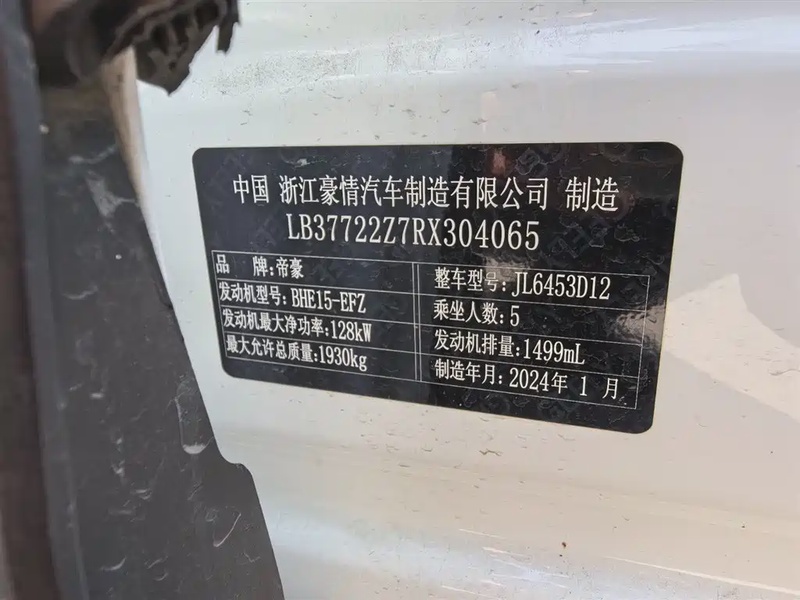 中国 浙江豪情汽车制造有限公司 制造
LB37722Z7RX304065
品 牌:帝豪
整车型号:JL6453D12
发动机型号:BHE15-EFZ
乘坐人数:5
发动机最大净功率:128kW
发动机排量:1499mL
最大允许总质量:1930kg
制造年月:2024年 1 月